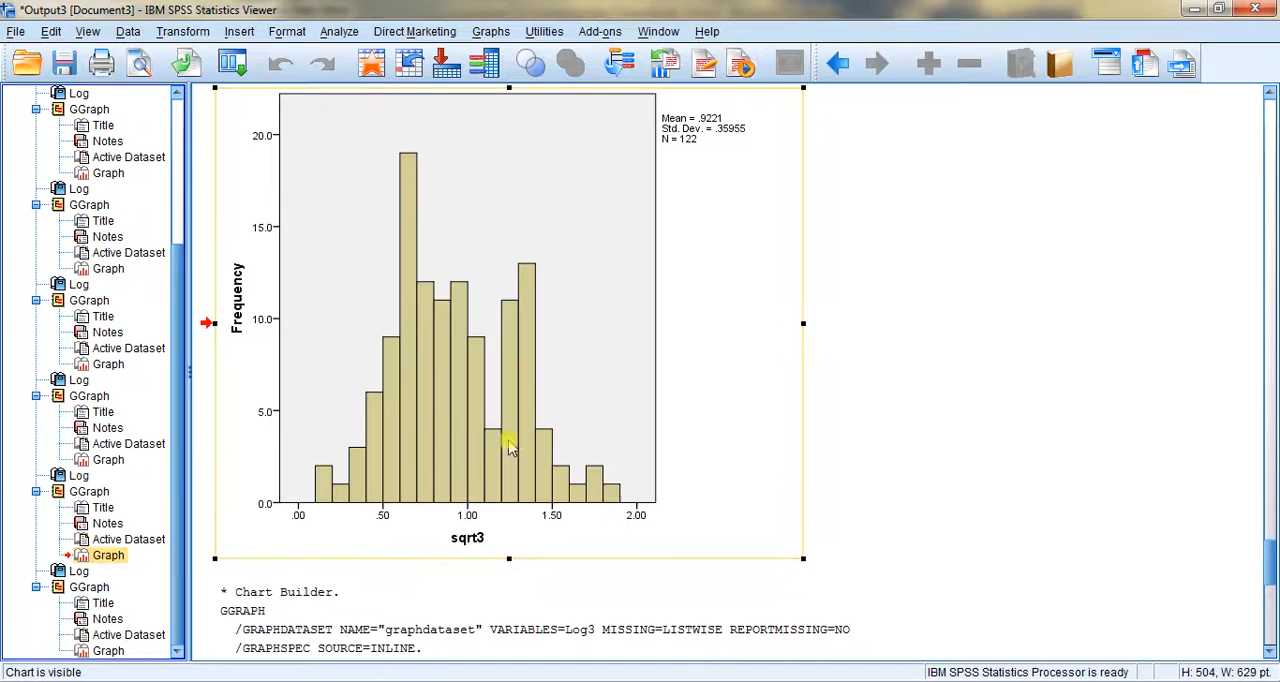 *Output3 [Document3] - IBM SPSS Statistics Viewer
File Edit View Data Transform Insert Format Analyze Direct Marketing Graphs Utilities Add-ons Window Help
Log
GGraph
Title
Notes
Active Dataset
Graph
Log
GGraph
Title
Notes
Active Dataset
Graph
Log
GGraph
Title
Notes
Active Dataset
Graph
Log
GGraph
Title
Notes
Active Dataset
Graph
Log
GGraph
Title
Notes
Active Dataset
Graph
Log
GGraph
Title
Notes
Active Dataset
Graph
Mean = .9221
Std. Dev. = .35955
N = 122
20.0
15.0
10.0
5.0
0.0
Frequency
.00 .50 1.00 1.50 2.00
sqrt3
* Chart Builder.
GGRAPH
/GRAPHDATASET NAME="graphdataset" VARIABLES=Log3 MISSING=LISTWISE REPORTMISSING=NO
/GRAPHSPEC SOURCE=INLINE.
Chart is visible
IBM SPSS Statistics Processor is ready
H: 504, W: 629 pt.